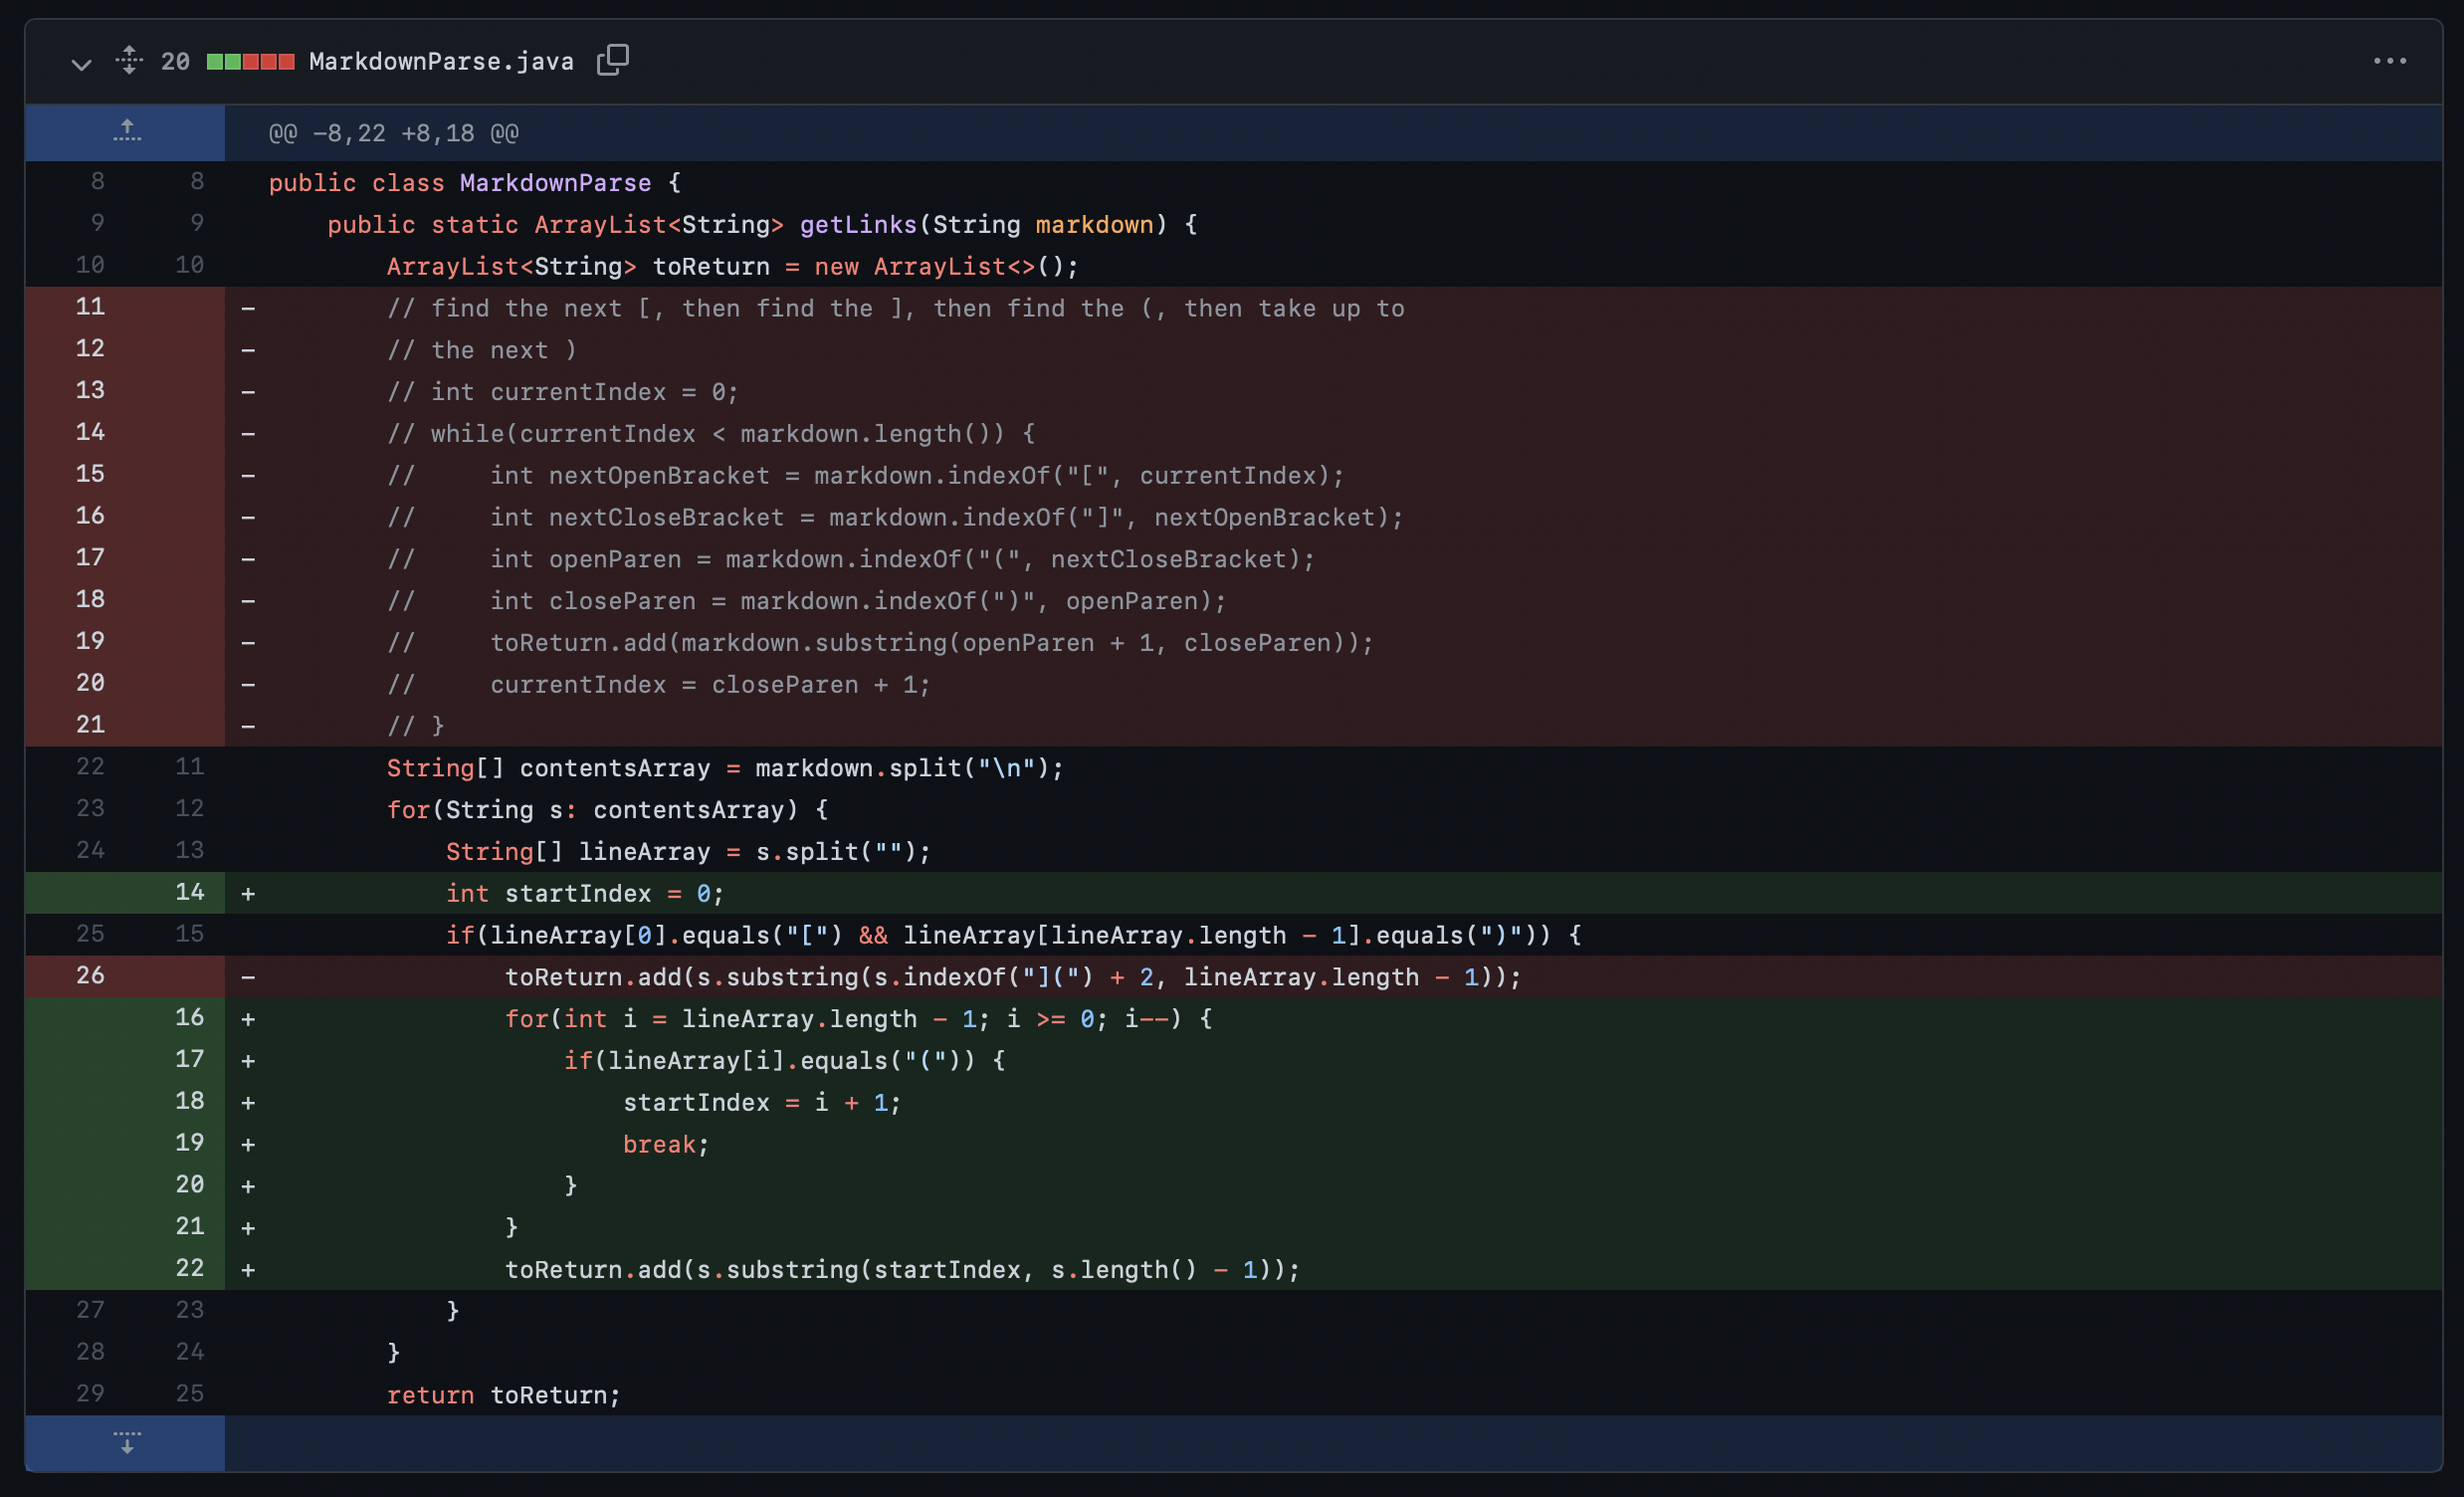 20 MarkdownParse.java
@@ -8,22 +8,18 @@
8 8 public class MarkdownParse {
9 9     public static ArrayList<String> getLinks(String markdown) {
10 10         ArrayList<String> toReturn = new ArrayList<>();
11 -         // find the next [, then find the ], then find the (, then take up to
12 -         // the next )
13 -         // int currentIndex = 0;
14 -         // while(currentIndex < markdown.length()) {
15 -         //     int nextOpenBracket = markdown.indexOf("[", currentIndex);
16 -         //     int nextCloseBracket = markdown.indexOf("]", nextOpenBracket);
17 -         //     int openParen = markdown.indexOf("(", nextCloseBracket);
18 -         //     int closeParen = markdown.indexOf(")", openParen);
19 -         //     toReturn.add(markdown.substring(openParen + 1, closeParen));
20 -         //     currentIndex = closeParen + 1;
21 -         // }
22 11         String[] contentsArray = markdown.split("\n");
23 12         for(String s: contentsArray) {
24 13             String[] lineArray = s.split("");
14 +             int startIndex = 0;
25 15             if(lineArray[0].equals("[") && lineArray[lineArray.length - 1].equals(")")) {
26 -                 toReturn.add(s.substring(s.indexOf("](") + 2, lineArray.length - 1));
16 +                 for(int i = lineArray.length - 1; i >= 0; i--) {
17 +                     if(lineArray[i].equals("(")) {
18 +                         startIndex = i + 1;
19 +                         break;
20 +                     }
21 +                 }
22 +                 toReturn.add(s.substring(startIndex, s.length() - 1));
27 23             }
28 24         }
29 25         return toReturn;